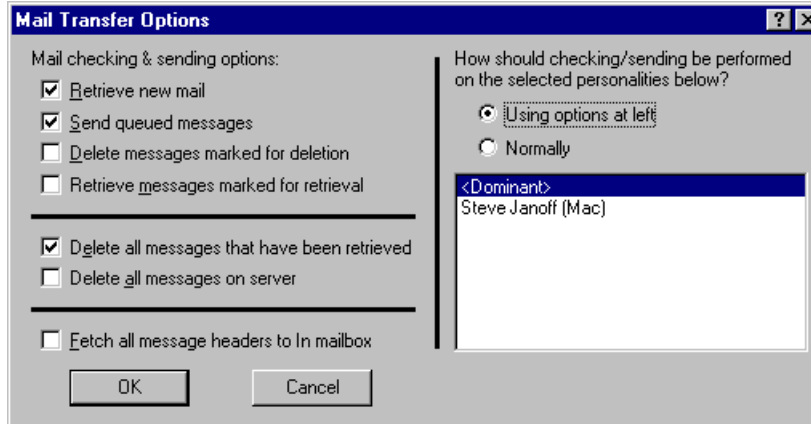 Mail Transfer Options
Mail checking & sending options:
Retrieve new mail
Send queued messages
Delete messages marked for deletion
Retrieve messages marked for retrieval
Delete all messages that have been retrieved
Delete all messages on server
Fetch all message headers to In mailbox
OK
Cancel
How should checking/sending be performed
on the selected personalities below?
Using options at left
Normally
<Dominant>
Steve Janoff (Mac)